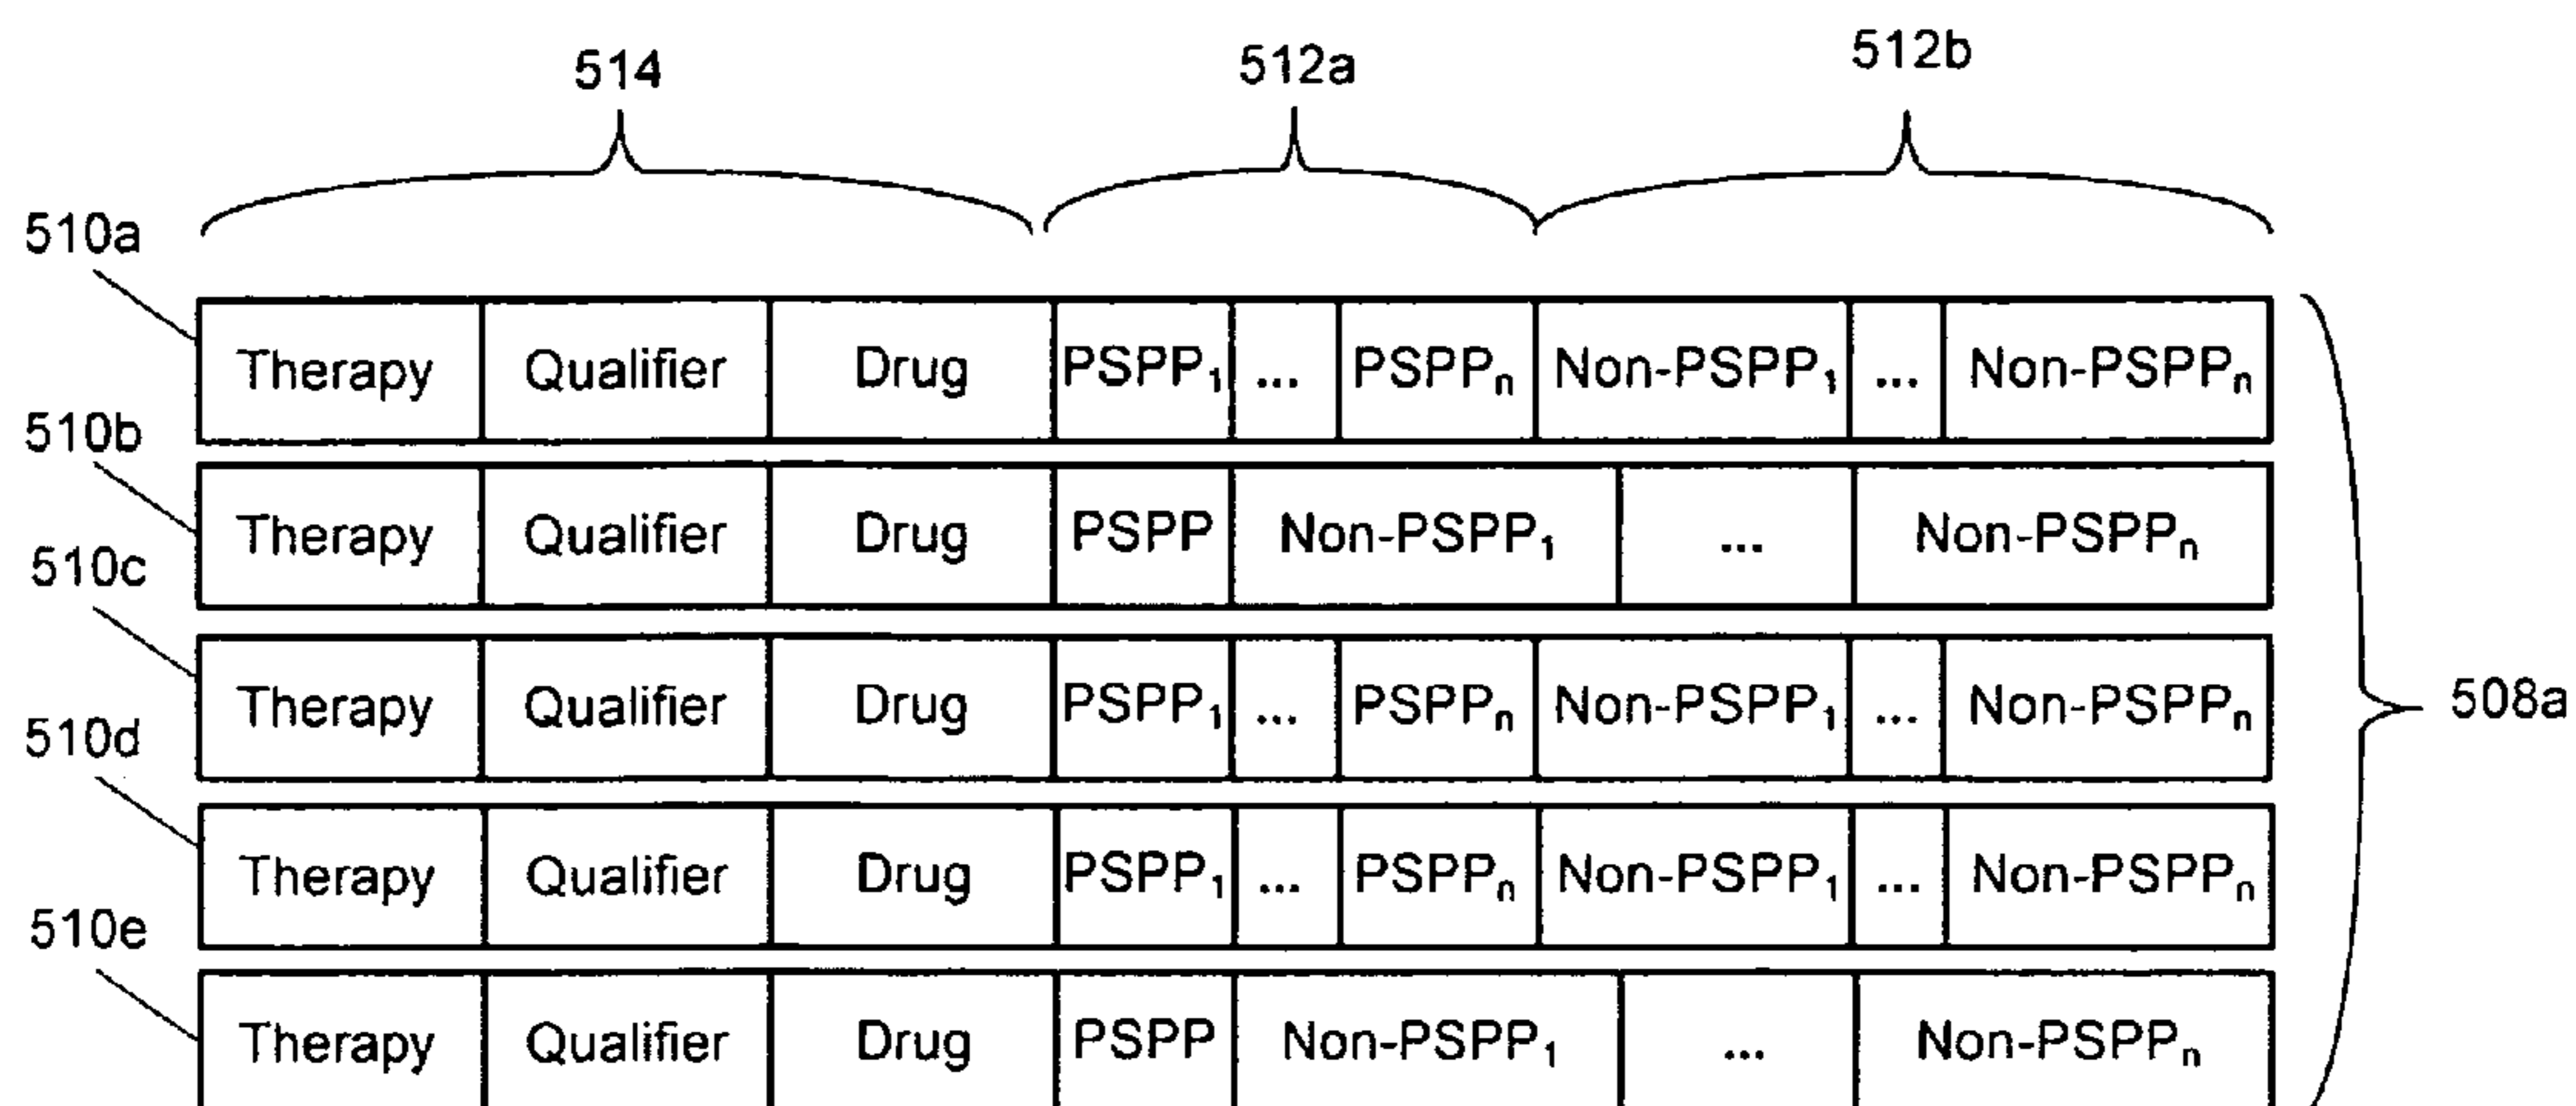 514 512a 512b
510a
Therapy Qualifier Drug PSPP₁ ... PSPPₙ Non-PSPP₁ ... Non-PSPPₙ
510b
Therapy Qualifier Drug PSPP Non-PSPP₁ ... Non-PSPPₙ
510c
Therapy Qualifier Drug PSPP₁ ... PSPPₙ Non-PSPP₁ ... Non-PSPPₙ
508a
510d
Therapy Qualifier Drug PSPP₁ ... PSPPₙ Non-PSPP₁ ... Non-PSPPₙ
510e
Therapy Qualifier Drug PSPP Non-PSPP₁ ... Non-PSPPₙ